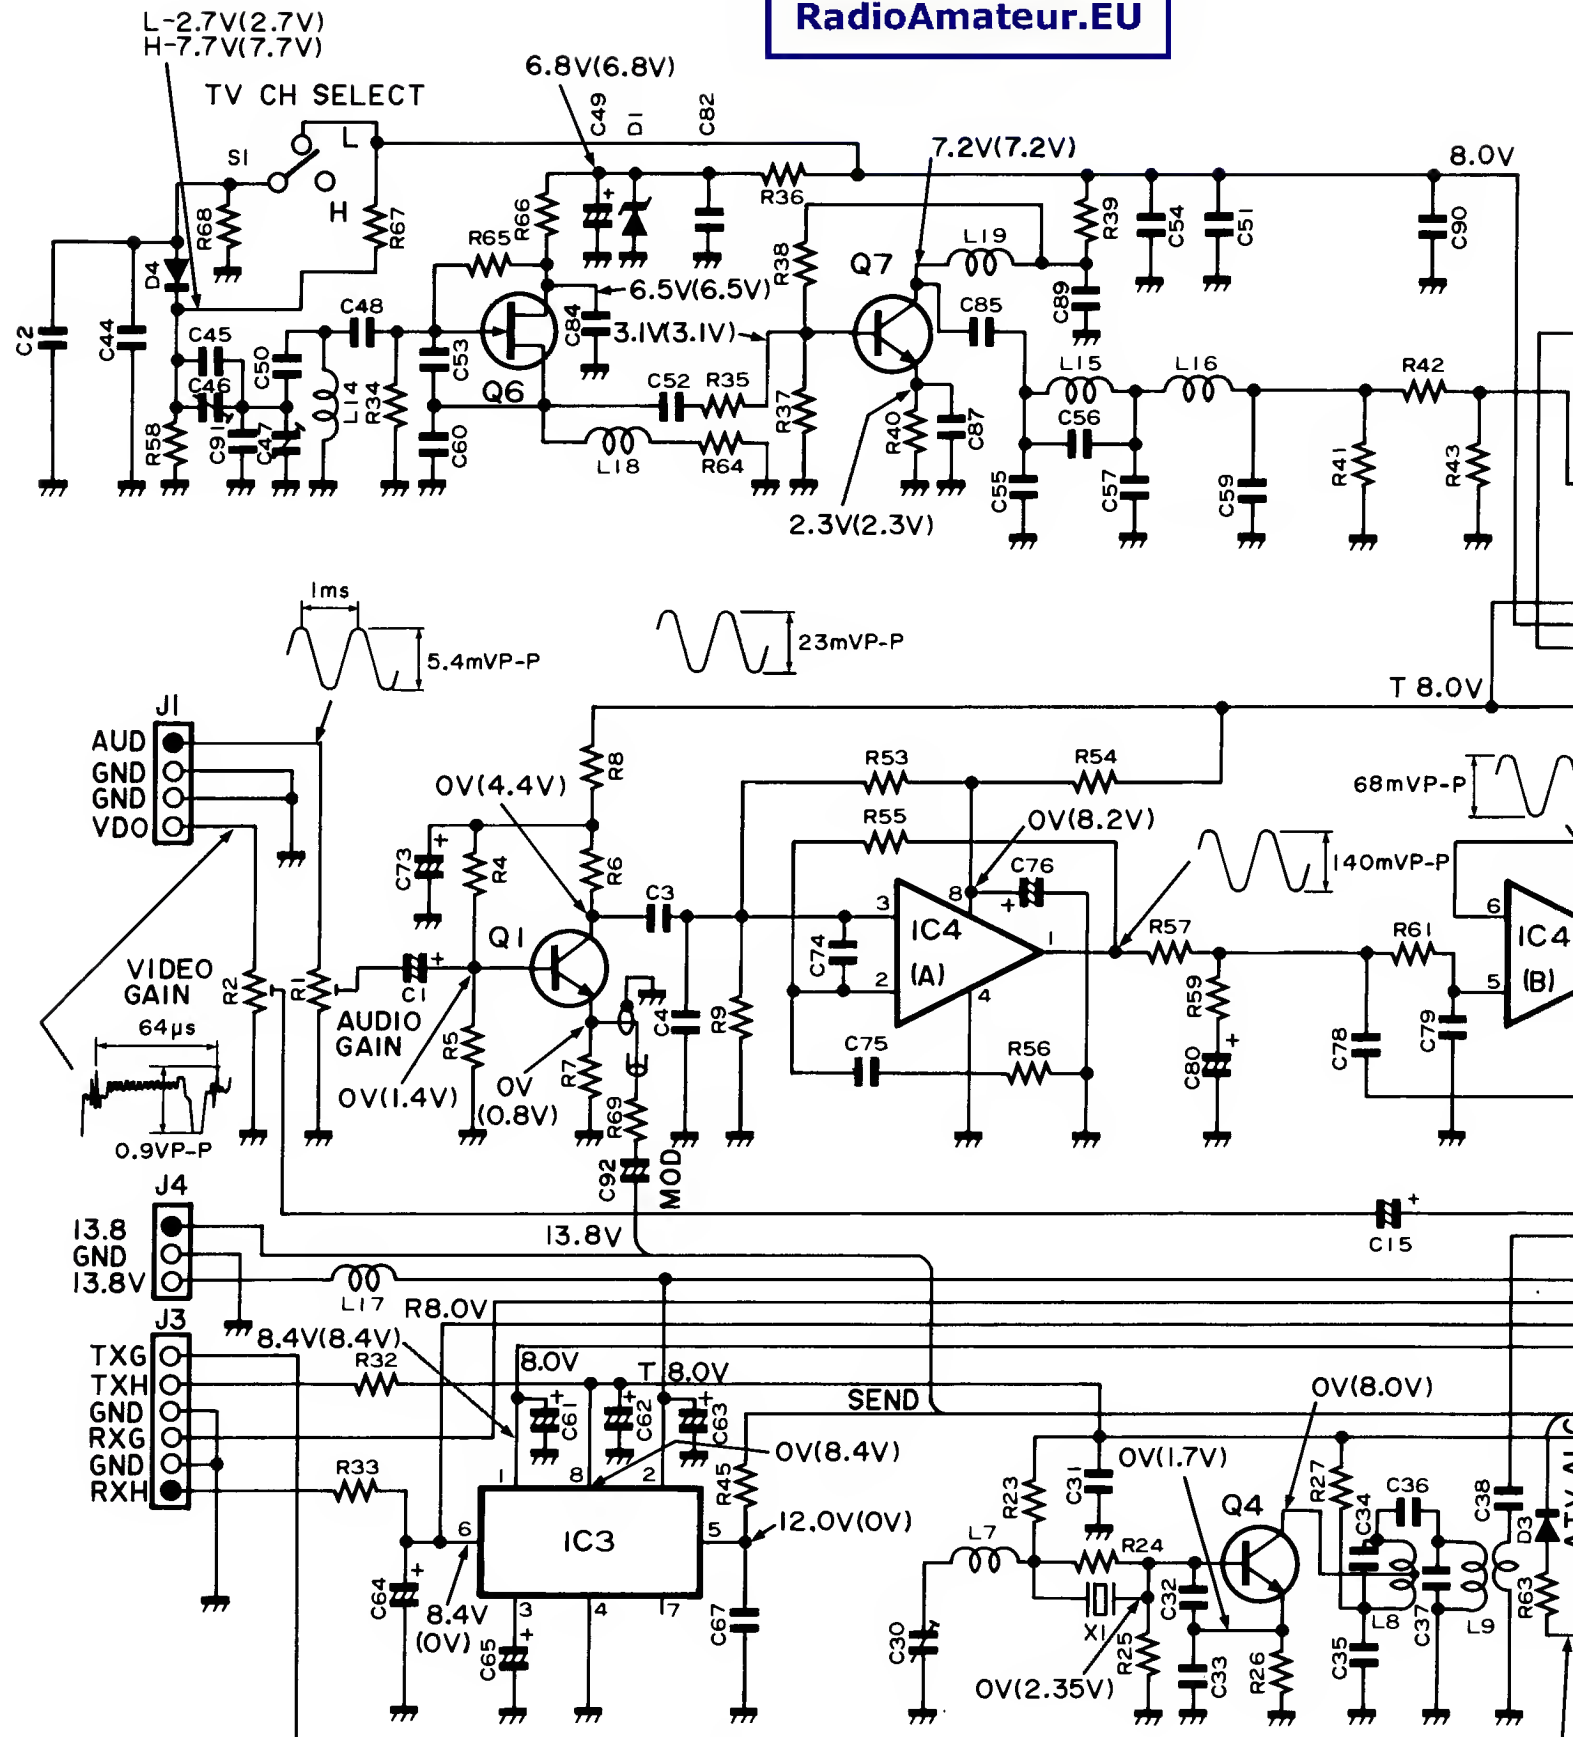 RadioAmateur.EU
L-2.7V(2.7V)
H-7.7V(7.7V)
6.8V(6.8V)
TV CH SELECT
C49
D1
C82
7.2V(7.2V)
8.0V
S1
L
H
R68
R67
R66
R36
R39
C54
C51
C90
R65
R38
L19
Q7
D4
6.5V(6.5V)
C89
C2
C44
C45
C48
C84
3.1V(3.1V)
C85
C50
C53
C46
L14
R34
Q6
C52
R35
R37
L15
L16
R42
R58
C91
C47
C60
R40
C87
C56
L18
R64
C55
C57
C59
R41
R43
2.3V(2.3V)
1ms
5.4mVP-P
23mVP-P
T 8.0V
J1
AUD
GND
GND
VDO
R8
R53
R54
0V(4.4V)
R55
0V(8.2V)
68mVP-P
C73
R4
R6
C76
140mVP-P
C3
3
8
+
6
Q1
IC4
(A)
1
R57
R61
IC4
(B)
C74
2
4
5
VIDEO
GAIN
R2
R1
C1
AUDIO
GAIN
R5
C4
R9
R59
C79
64µs
0V
(0.8V)
R7
C75
R56
C80
C78
0V(1.4V)
R69
0.9VP-P
C92
MOD
J4
13.8
GND
13.8V
13.8V
C15
L17
R8.0V
J3
8.4V(8.4V)
TXG
TXH
GND
RXG
GND
RXH
R32
8.0V
T 8.0V
SEND
0V(8.0V)
C61
C62
C63
0V(8.4V)
0V(1.7V)
R33
1
8
2
R45
R23
C31
R27
C36
C38
Q4
C34
D3
6
IC3
5
12.0V(0V)
L7
R24
C64
8.4V
(0V)
3
4
7
C67
C32
R63
C65
C30
X1
R25
C33
R26
L8
C35
C37
L9
0V(2.35V)